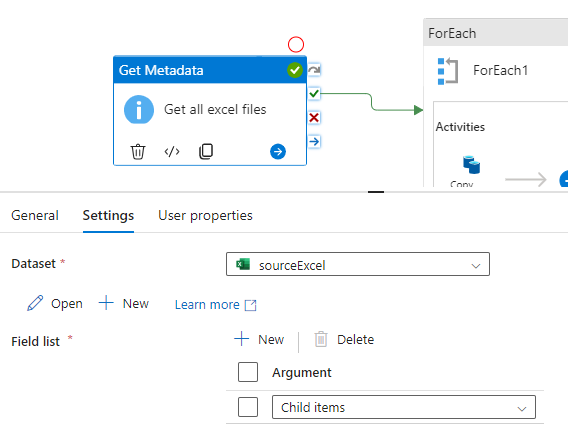 ForEach
Get Metadata
ForEach1
Get all excel files
Activities
Copy
General Settings User properties
Dataset *
sourceExcel
Open New Learn more
Field list *
New Delete
Argument
Child items